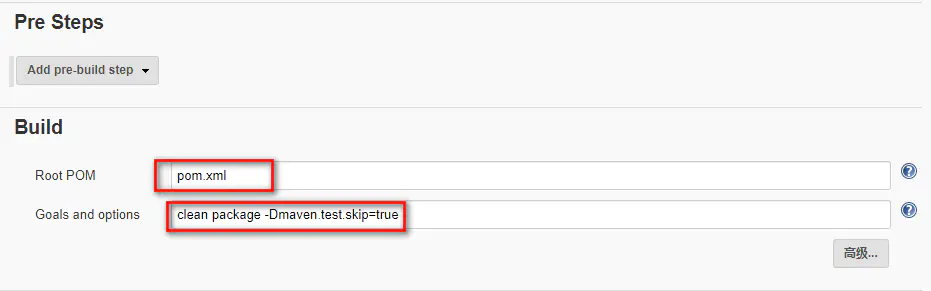 Pre Steps
Add pre-build step
Build
Root POM pom.xml
Goals and options clean package -Dmaven.test.skip=true
高级...